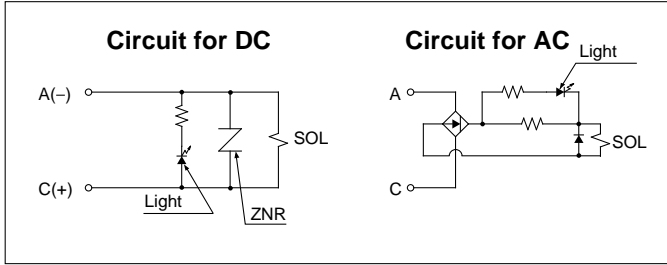 Circuit for DC
A(−)
C(+)
Light
ZNR
SOL
Circuit for AC
Light
A
SOL
C